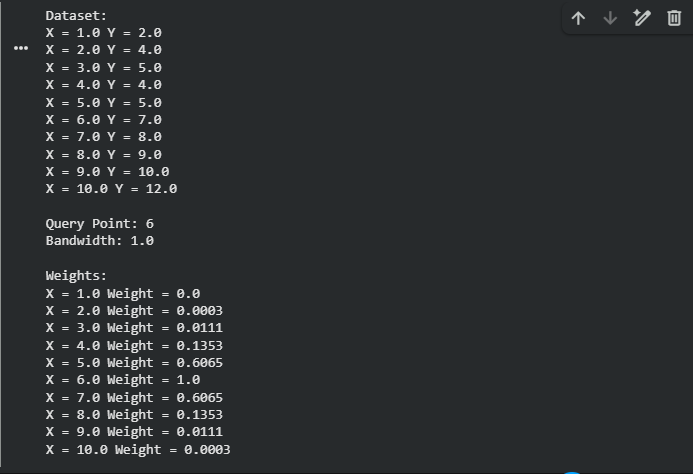 Dataset:
X = 1.0 Y = 2.0
X = 2.0 Y = 4.0
X = 3.0 Y = 5.0
X = 4.0 Y = 4.0
X = 5.0 Y = 5.0
X = 6.0 Y = 7.0
X = 7.0 Y = 8.0
X = 8.0 Y = 9.0
X = 9.0 Y = 10.0
X = 10.0 Y = 12.0

Query Point: 6
Bandwidth: 1.0

Weights:
X = 1.0 Weight = 0.0
X = 2.0 Weight = 0.0003
X = 3.0 Weight = 0.0111
X = 4.0 Weight = 0.1353
X = 5.0 Weight = 0.6065
X = 6.0 Weight = 1.0
X = 7.0 Weight = 0.6065
X = 8.0 Weight = 0.1353
X = 9.0 Weight = 0.0111
X = 10.0 Weight = 0.0003